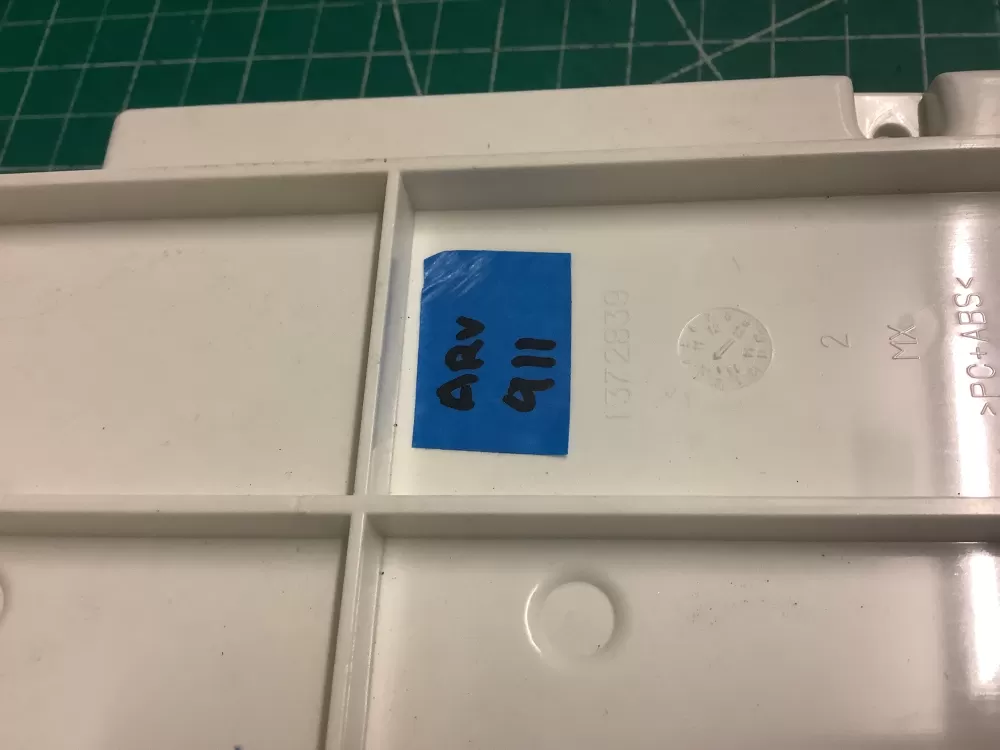 ARV
911
1372839
2
MX
>PC+ABS<